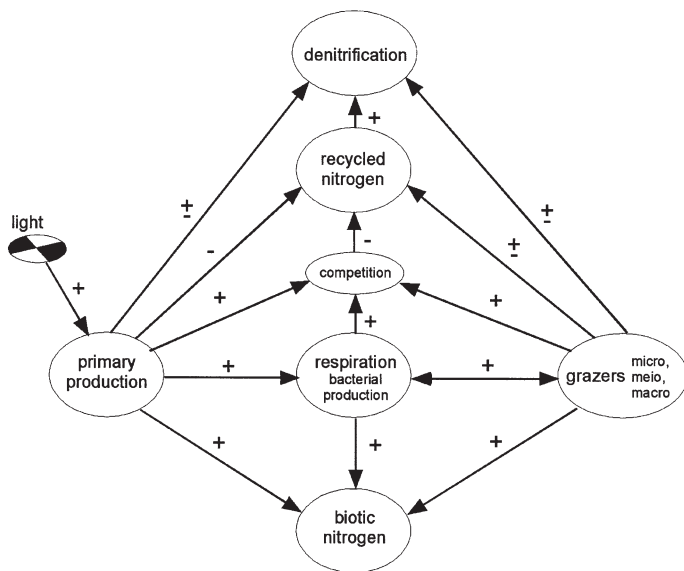 denitrification
+
recycled
nitrogen
±
±
light
-
±
-
competition
+
+
+
+
primary
production
+
respiration
bacterial
production
+
grazers
micro,
meio,
macro
+
+
+
biotic
nitrogen